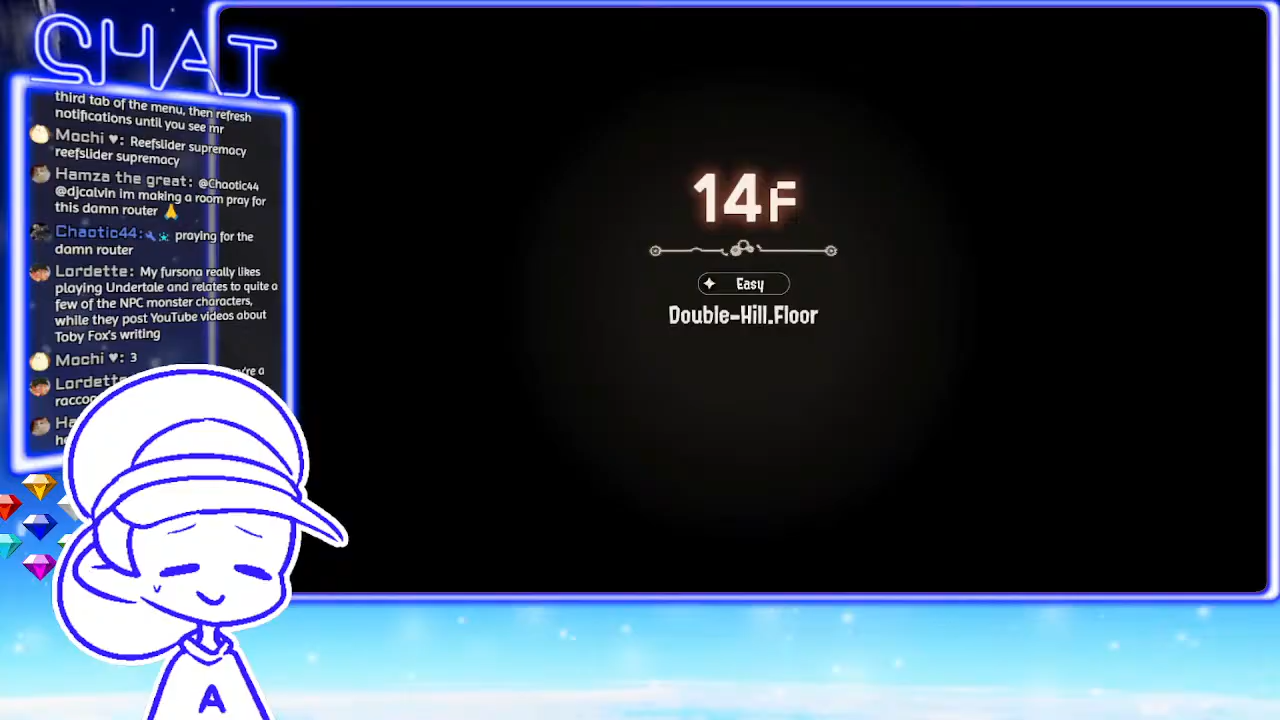 CHAT
third tab of the menu, then refresh
notifications until you see mr
Mochi ♥: Reefslider supremacy
reefslider supremacy
Hamza the great: @Chaotic44
@djcalvin im making a room pray for
this damn router 🙏
Chaotic44: praying for the
damn router
Lordette: My fursona really likes
playing Undertale and relates to quite a
few of the NPC monster characters,
while they post YouTube videos about
Toby Fox's writing
Mochi ♥: 3
14F
Easy
Double-Hill.Floor
A